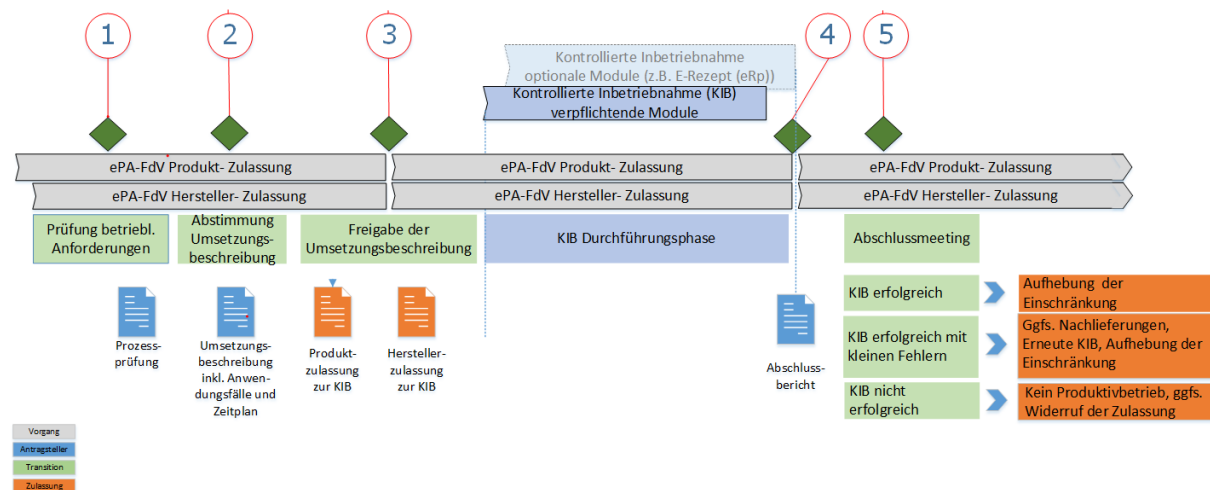 1
2
3
4
5
Kontrollierte Inbetriebnahme
optionale Module (z.B. E-Rezept (eRp))
Kontrollierte Inbetriebnahme (KIB)
verpflichtende Module
ePA-FdV Produkt- Zulassung
ePA-FdV Produkt- Zulassung
ePA-FdV Produkt- Zulassung
ePA-FdV Hersteller- Zulassung
ePA-FdV Hersteller- Zulassung
ePA-FdV Hersteller- Zulassung
Prüfung betriebl.
Anforderungen
Abstimmung
Umsetzungs-
beschreibung
Freigabe der
Umsetzungsbeschreibung
KIB Durchführungsphase
Abschlussmeeting
Prozess-
prüfung
Umsetzungs-
beschreibung
inkl. Anwen-
dungsfälle und
Zeitplan
Produkt-
zulassung
zur KIB
Hersteller-
zulassung
zur KIB
Abschluss-
bericht
KIB erfolgreich
Aufhebung der
Einschränkung
KIB erfolgreich mit
kleinen Fehlern
Ggfs. Nachlieferungen,
Erneute KIB, Aufhebung der
Einschränkung
KIB nicht
erfolgreich
Kein Produktivbetrieb, ggfs.
Widerruf der Zulassung
Vorgang
Antragsteller
Transition
Zulassung